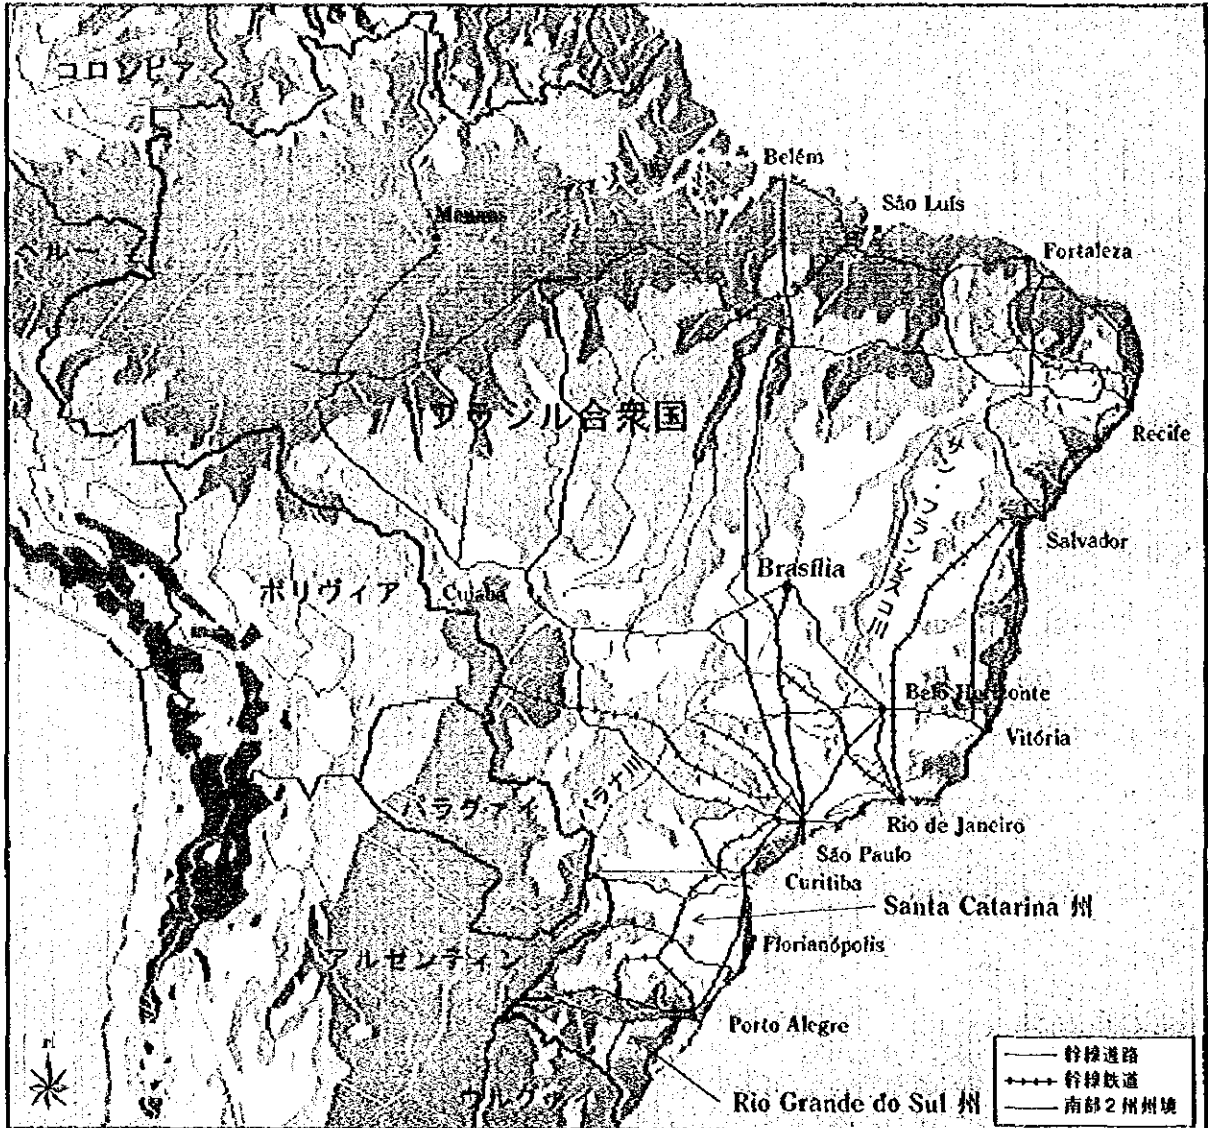 コロンビア
Belém
São Luís
Manaus
Fortaleza
ペルー
ブラジル合衆国
Recife
サン・フランシスコ川
Salvador
Brasília
ボリヴィア
Cuiabá
Belo Horizonte
Vitória
パラナ川
パラグァイ
Rio de Janeiro
São Paulo
Curitiba
Santa Catarina 州
Florianópolis
アルゼンティン
Porto Alegre
ウルグァイ
Rio Grande do Sul 州
幹線道路
幹線鉄道
南部2州州境